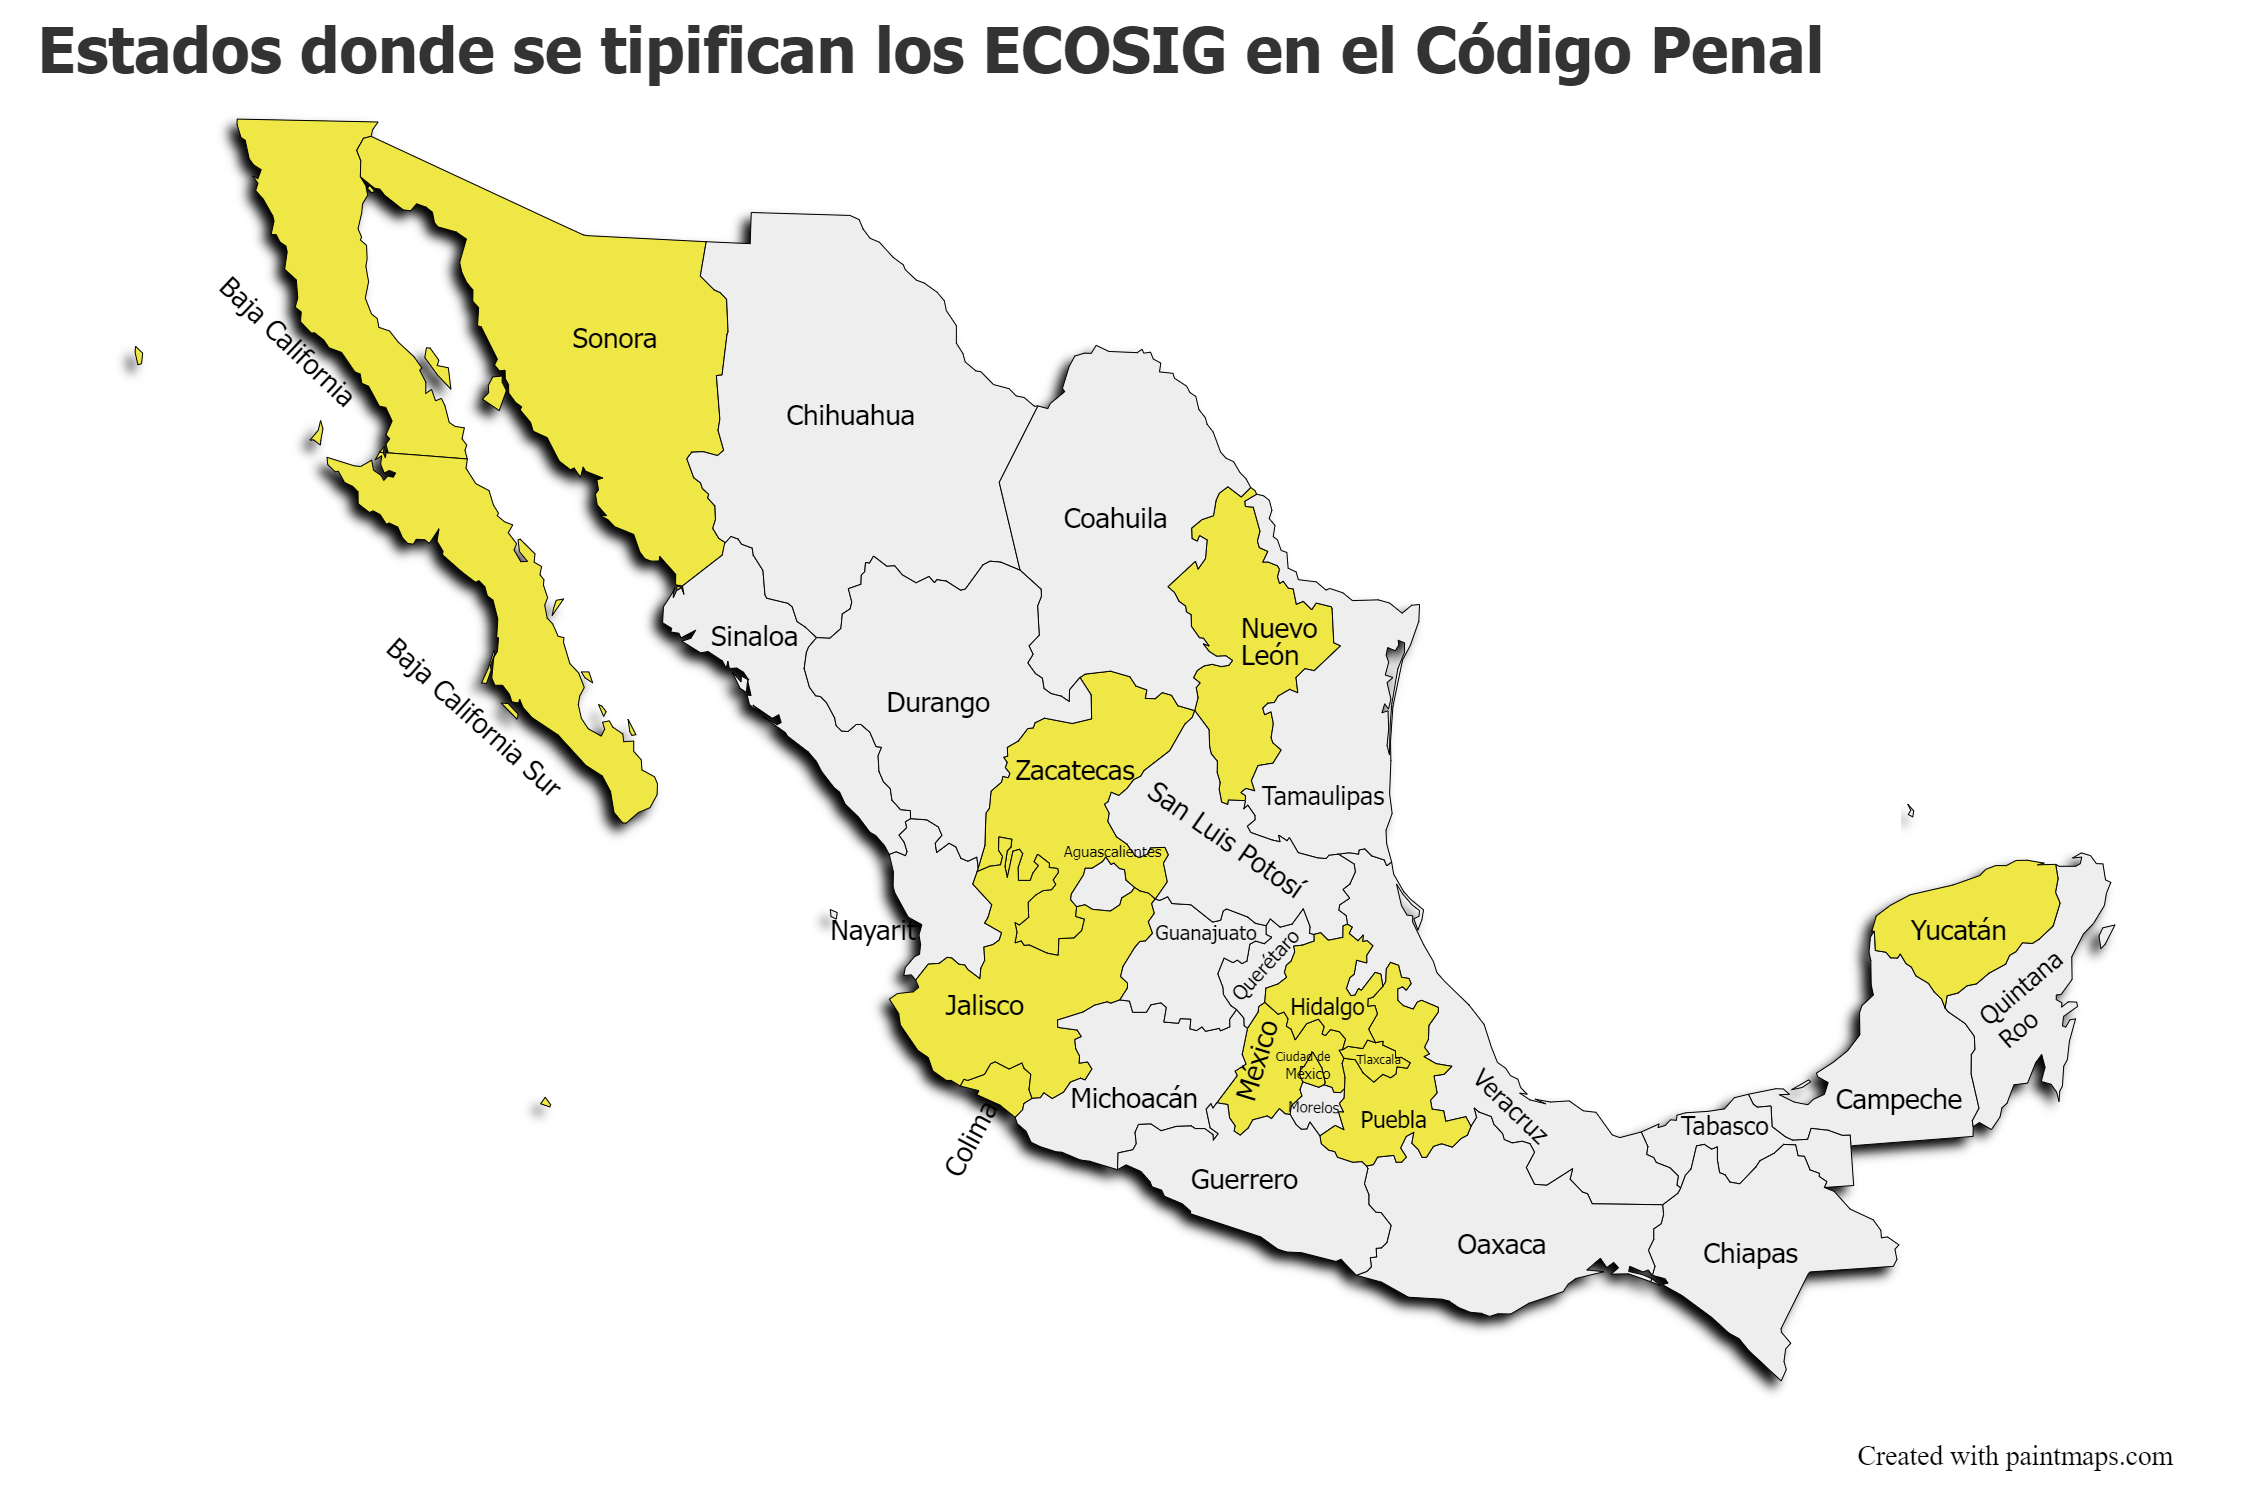 Estados donde se tipifican los ECOSIG en el Código Penal
Baja California
Sonora
Chihuahua
Coahuila
Nuevo
León
Sinaloa
Baja California Sur
Durango
Zacatecas
San Luis Potosí
Tamaulipas
Aguascalientes
Nayarit
Guanajuato
Querétaro
Yucatán
Quintana
Roo
Jalisco
Hidalgo
México
Ciudad de
México
Tlaxcala
Morelos
Puebla
Veracruz
Michoacán
Colima
Campeche
Tabasco
Guerrero
Oaxaca
Chiapas
Created with paintmaps.com